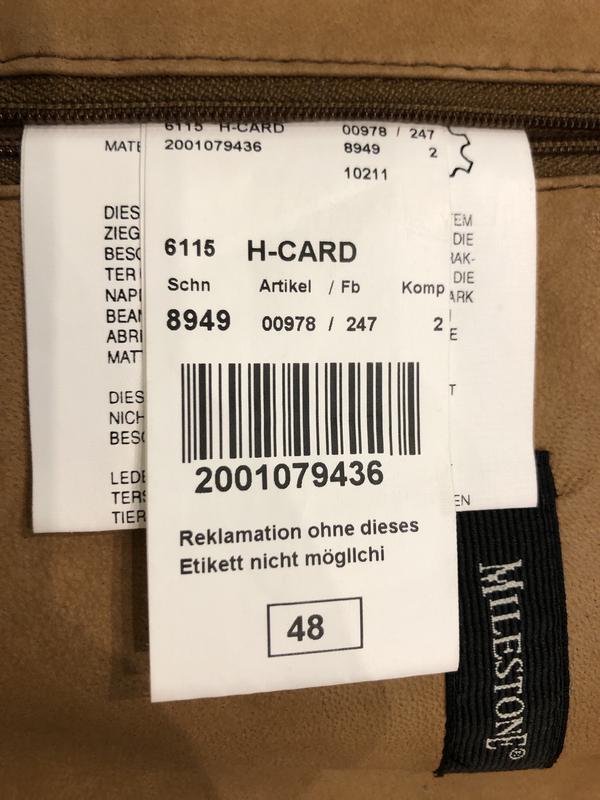 6115 H-CARD 00978 / 247
2001079436 8949 2
10211
6115 H-CARD
Schn Artikel / Fb Komp
8949 00978 / 247 2
2001079436
Reklamation ohne dieses
Etikett nicht mögllchi
48
MATE
DIES
ZIEG
BESC
TER
NAPI
BEAN
ABRI
MATT
DIES
NICH
BESC
LEDE
TERS
TIER
TEM
DIE
RAK-
DIE
ARK
E
T
EN
MILESTONE®